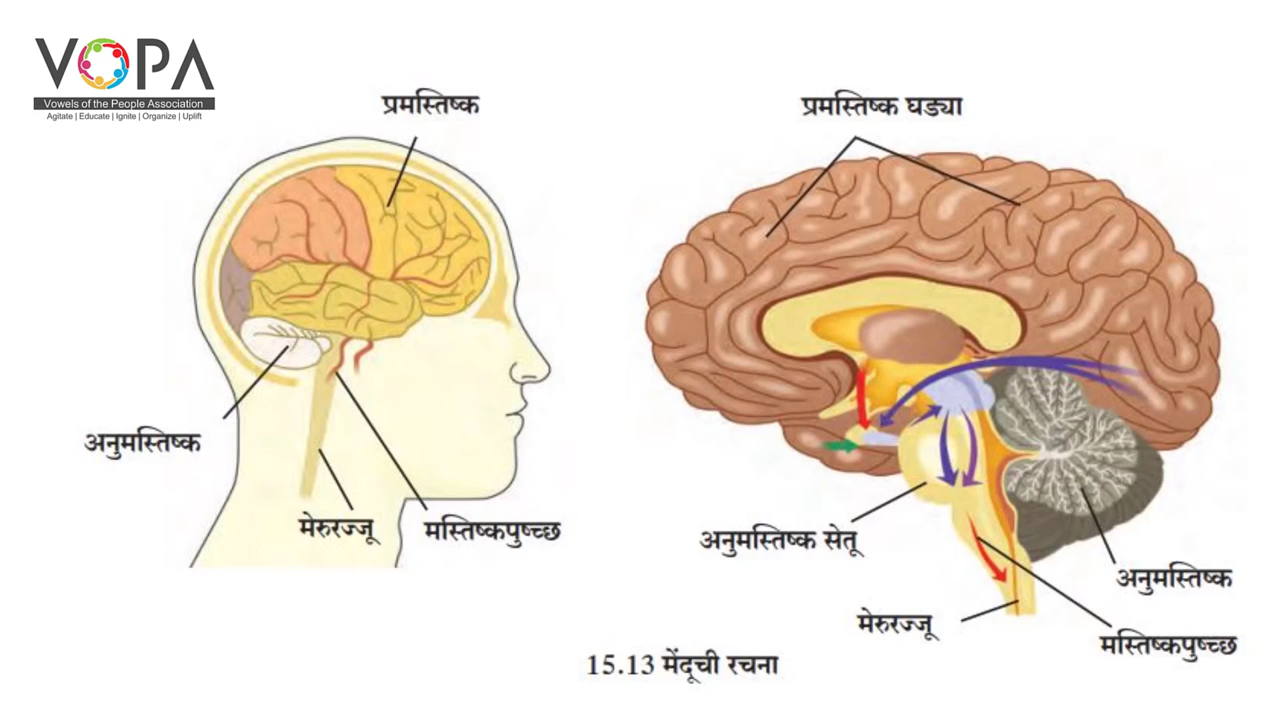 VOPA
Vowels of the People Association
Agitate | Educate | Ignite | Organize | Uplift
प्रमस्तिष्क
प्रमस्तिष्क घड्या
अनुमस्तिष्क
मेरुरज्जू
मस्तिष्कपुष्च्छ
अनुमस्तिष्क सेतू
अनुमस्तिष्क
मेरुरज्जू
मस्तिष्कपुष्च्छ
15.13 मेंदूची रचना